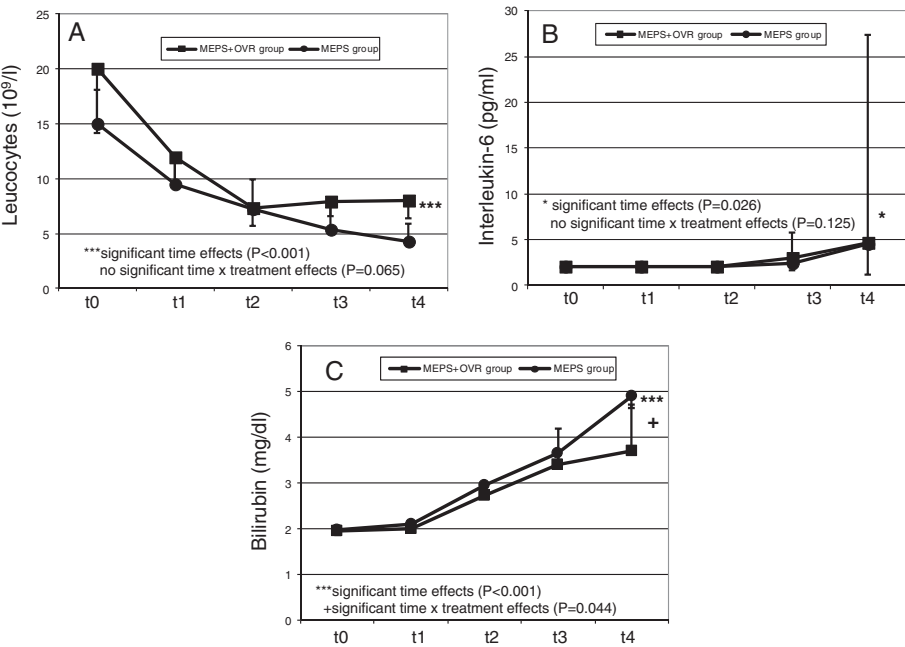 A
MEPS+OVR group MEPS group
Leucocytes (10⁹/l)
25
20
15
10
5
0
***
***significant time effects (P<0.001)
no significant time x treatment effects (P=0.065)
t0 t1 t2 t3 t4
B
MEPS+OVR group MEPS group
Interleukin-6 (pg/ml)
30
25
20
15
10
5
0
* significant time effects (P=0.026)
no significant time x treatment effects (P=0.125)
*
t0 t1 t2 t3 t4
C
MEPS+OVR group MEPS group
Bilirubin (mg/dl)
6
5
4
3
2
1
0
***
+
***significant time effects (P<0.001)
+significant time x treatment effects (P=0.044)
t0 t1 t2 t3 t4